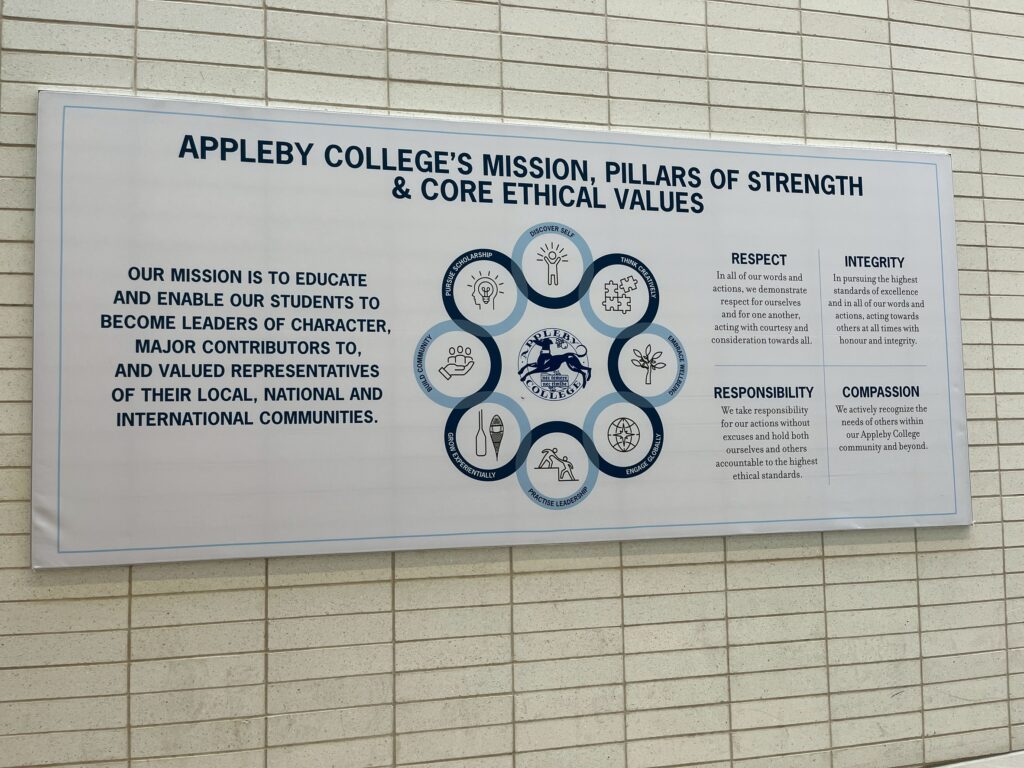 APPLEBY COLLEGE'S MISSION, PILLARS OF STRENGTH
& CORE ETHICAL VALUES
OUR MISSION IS TO EDUCATE
AND ENABLE OUR STUDENTS TO
BECOME LEADERS OF CHARACTER,
MAJOR CONTRIBUTORS TO,
AND VALUED REPRESENTATIVES
OF THEIR LOCAL, NATIONAL AND
INTERNATIONAL COMMUNITIES.
DISCOVER SELF
THINK CREATIVELY
EMBRACE WELLBEING
ENGAGE GLOBALLY
PRACTISE LEADERSHIP
GROW EXPERIENTIALLY
BUILD COMMUNITY
PURSUE SCHOLARSHIP
APPLEBY
COLLEGE
RESPECT
In all of our words and
actions, we demonstrate
respect for ourselves
and for one another,
acting with courtesy and
consideration towards all.
INTEGRITY
In pursuing the highest
standards of excellence
and in all of our words and
actions, acting towards
others at all times with
honour and integrity.
RESPONSIBILITY
We take responsibility
for our actions without
excuses and hold both
ourselves and others
accountable to the highest
ethical standards.
COMPASSION
We actively recognize the
needs of others within
our Appleby College
community and beyond.